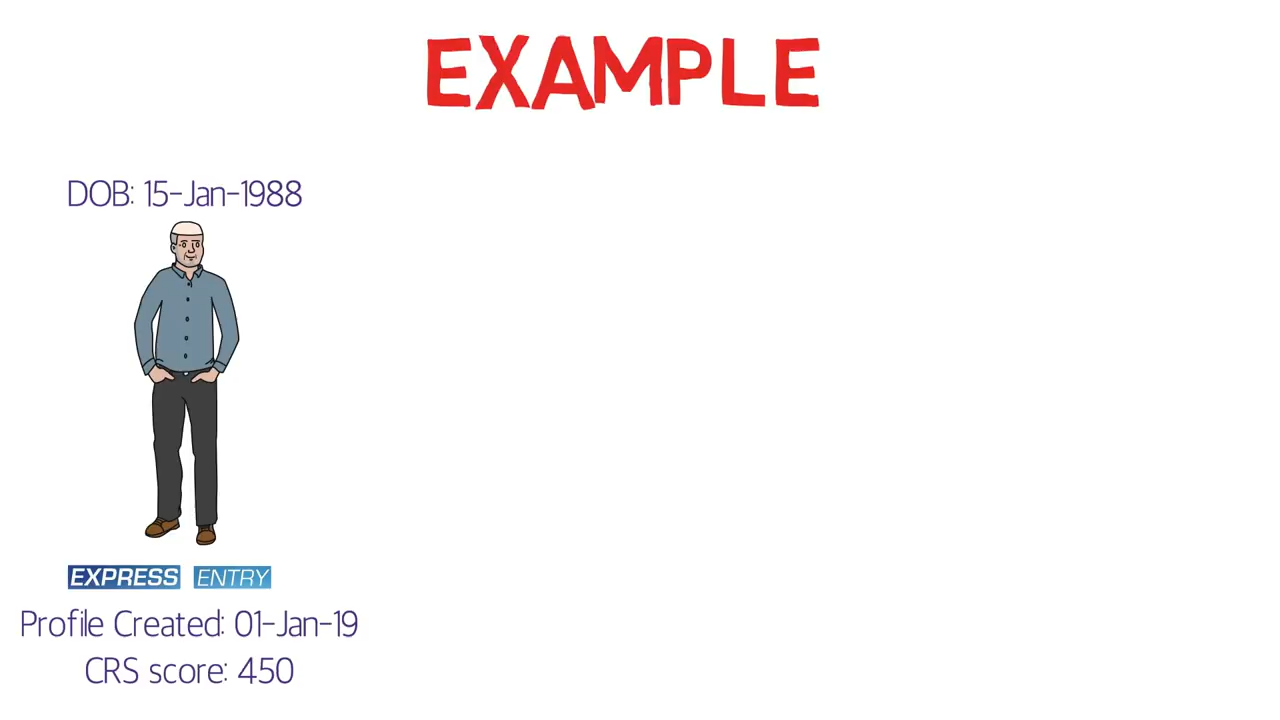 EXAMPLE
DOB: 15-Jan-1988
EXPRESS ENTRY
Profile Created: 01-Jan-19
CRS score: 450